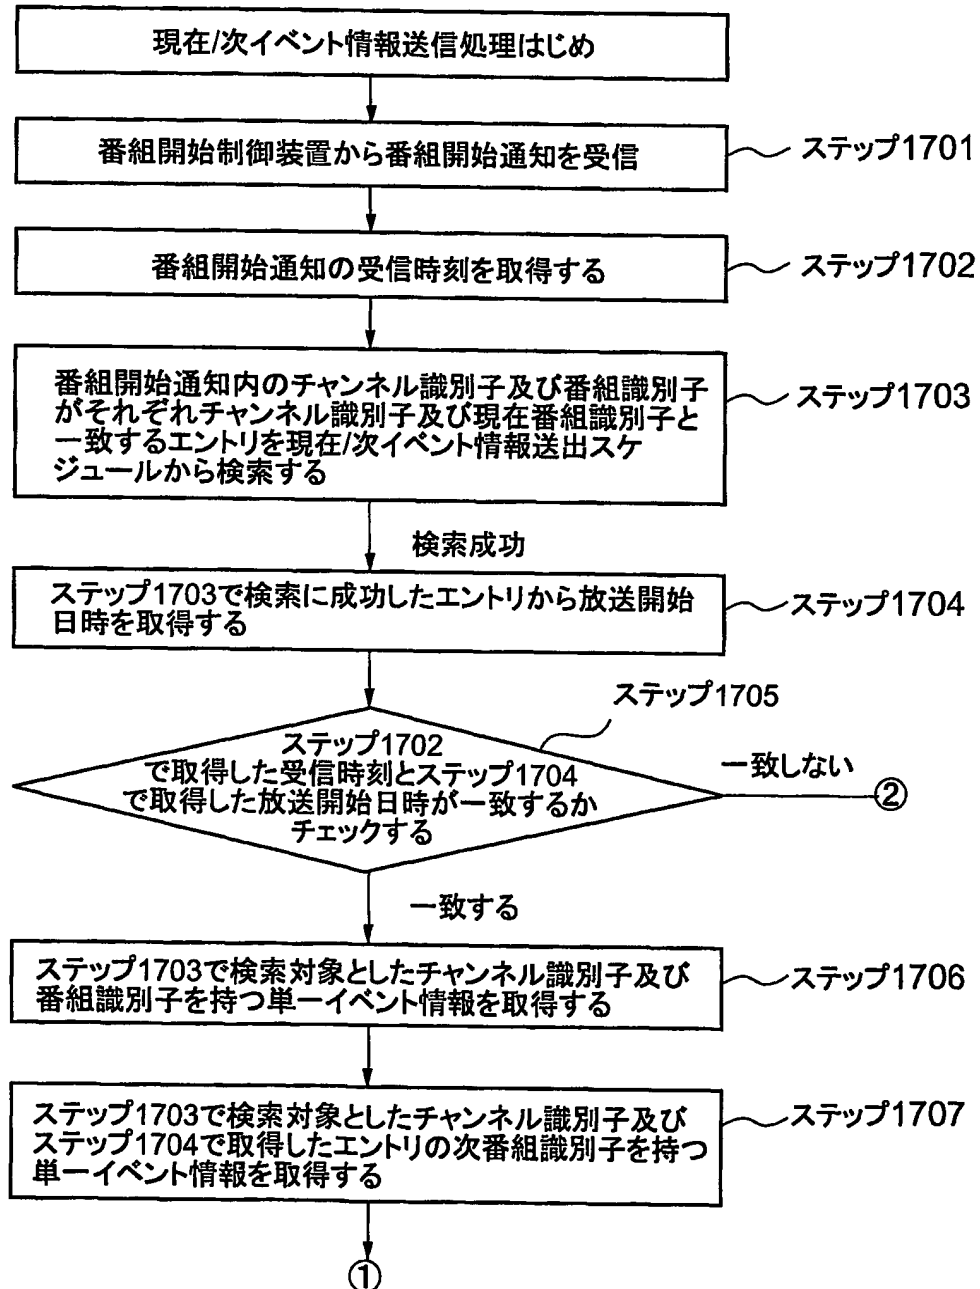 現在/次イベント情報送信処理はじめ
番組開始制御装置から番組開始通知を受信
ステップ1701
番組開始通知の受信時刻を取得する
ステップ1702
番組開始通知内のチャンネル識別子及び番組識別子
がそれぞれチャンネル識別子及び現在番組識別子と
一致するエントリを現在/次イベント情報送出スケ
ジュールから検索する
ステップ1703
検索成功
ステップ1703で検索に成功したエントリから放送開始
日時を取得する
ステップ1704
ステップ1705
ステップ1702
で取得した受信時刻とステップ1704
で取得した放送開始日時が一致するか
チェックする
一致しない
②
一致する
ステップ1703で検索対象としたチャンネル識別子及び
番組識別子を持つ単一イベント情報を取得する
ステップ1706
ステップ1703で検索対象としたチャンネル識別子及び
ステップ1704で取得したエントリの次番組識別子を持つ
単一イベント情報を取得する
ステップ1707
①